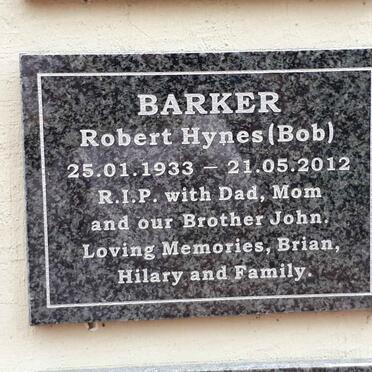 BARKER
Robert Hynes (Bob)
25.01.1933 – 21.05.2012
R.I.P. with Dad, Mom
and our Brother John.
Loving Memories, Brian,
Hilary and Family.